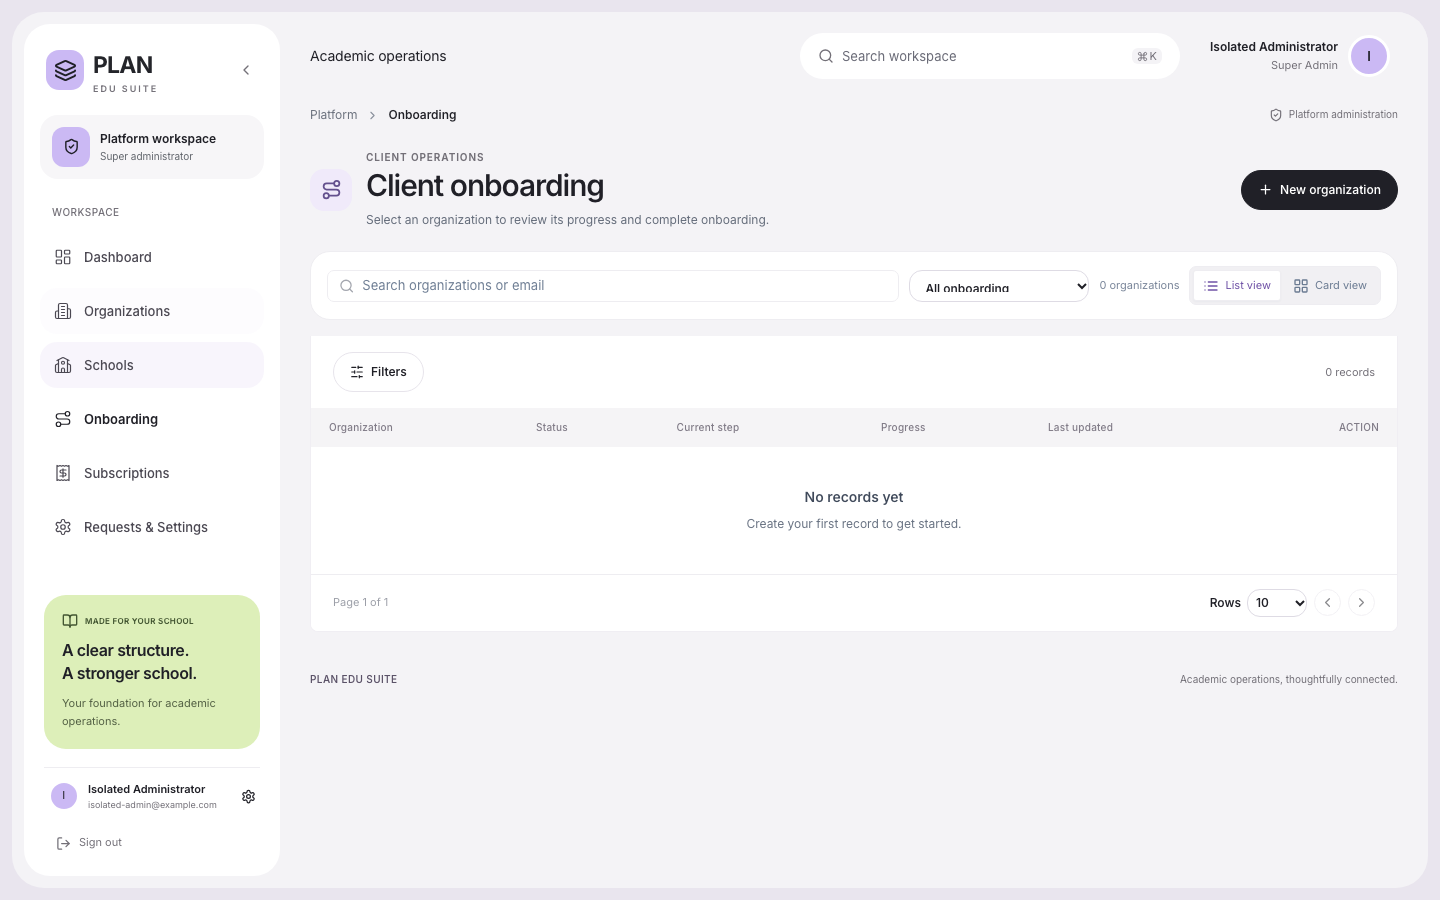 PLAN
EDU SUITE
Platform workspace
Super administrator
WORKSPACE
Dashboard
Organizations
Schools
Onboarding
Subscriptions
Requests & Settings
MADE FOR YOUR SCHOOL
A clear structure.
A stronger school.
Your foundation for academic
operations.
I
Isolated Administrator
isolated-admin@example.com
Sign out
Academic operations
Search workspace
⌘K
Isolated Administrator
Super Admin
I
Platform
Onboarding
Platform administration
CLIENT OPERATIONS
Client onboarding
Select an organization to review its progress and complete onboarding.
New organization
Search organizations or email
All onboarding
0 organizations
List view
Card view
Filters
0 records
Organization
Status
Current step
Progress
Last updated
ACTION
No records yet
Create your first record to get started.
Page 1 of 1
Rows
10
PLAN EDU SUITE
Academic operations, thoughtfully connected.